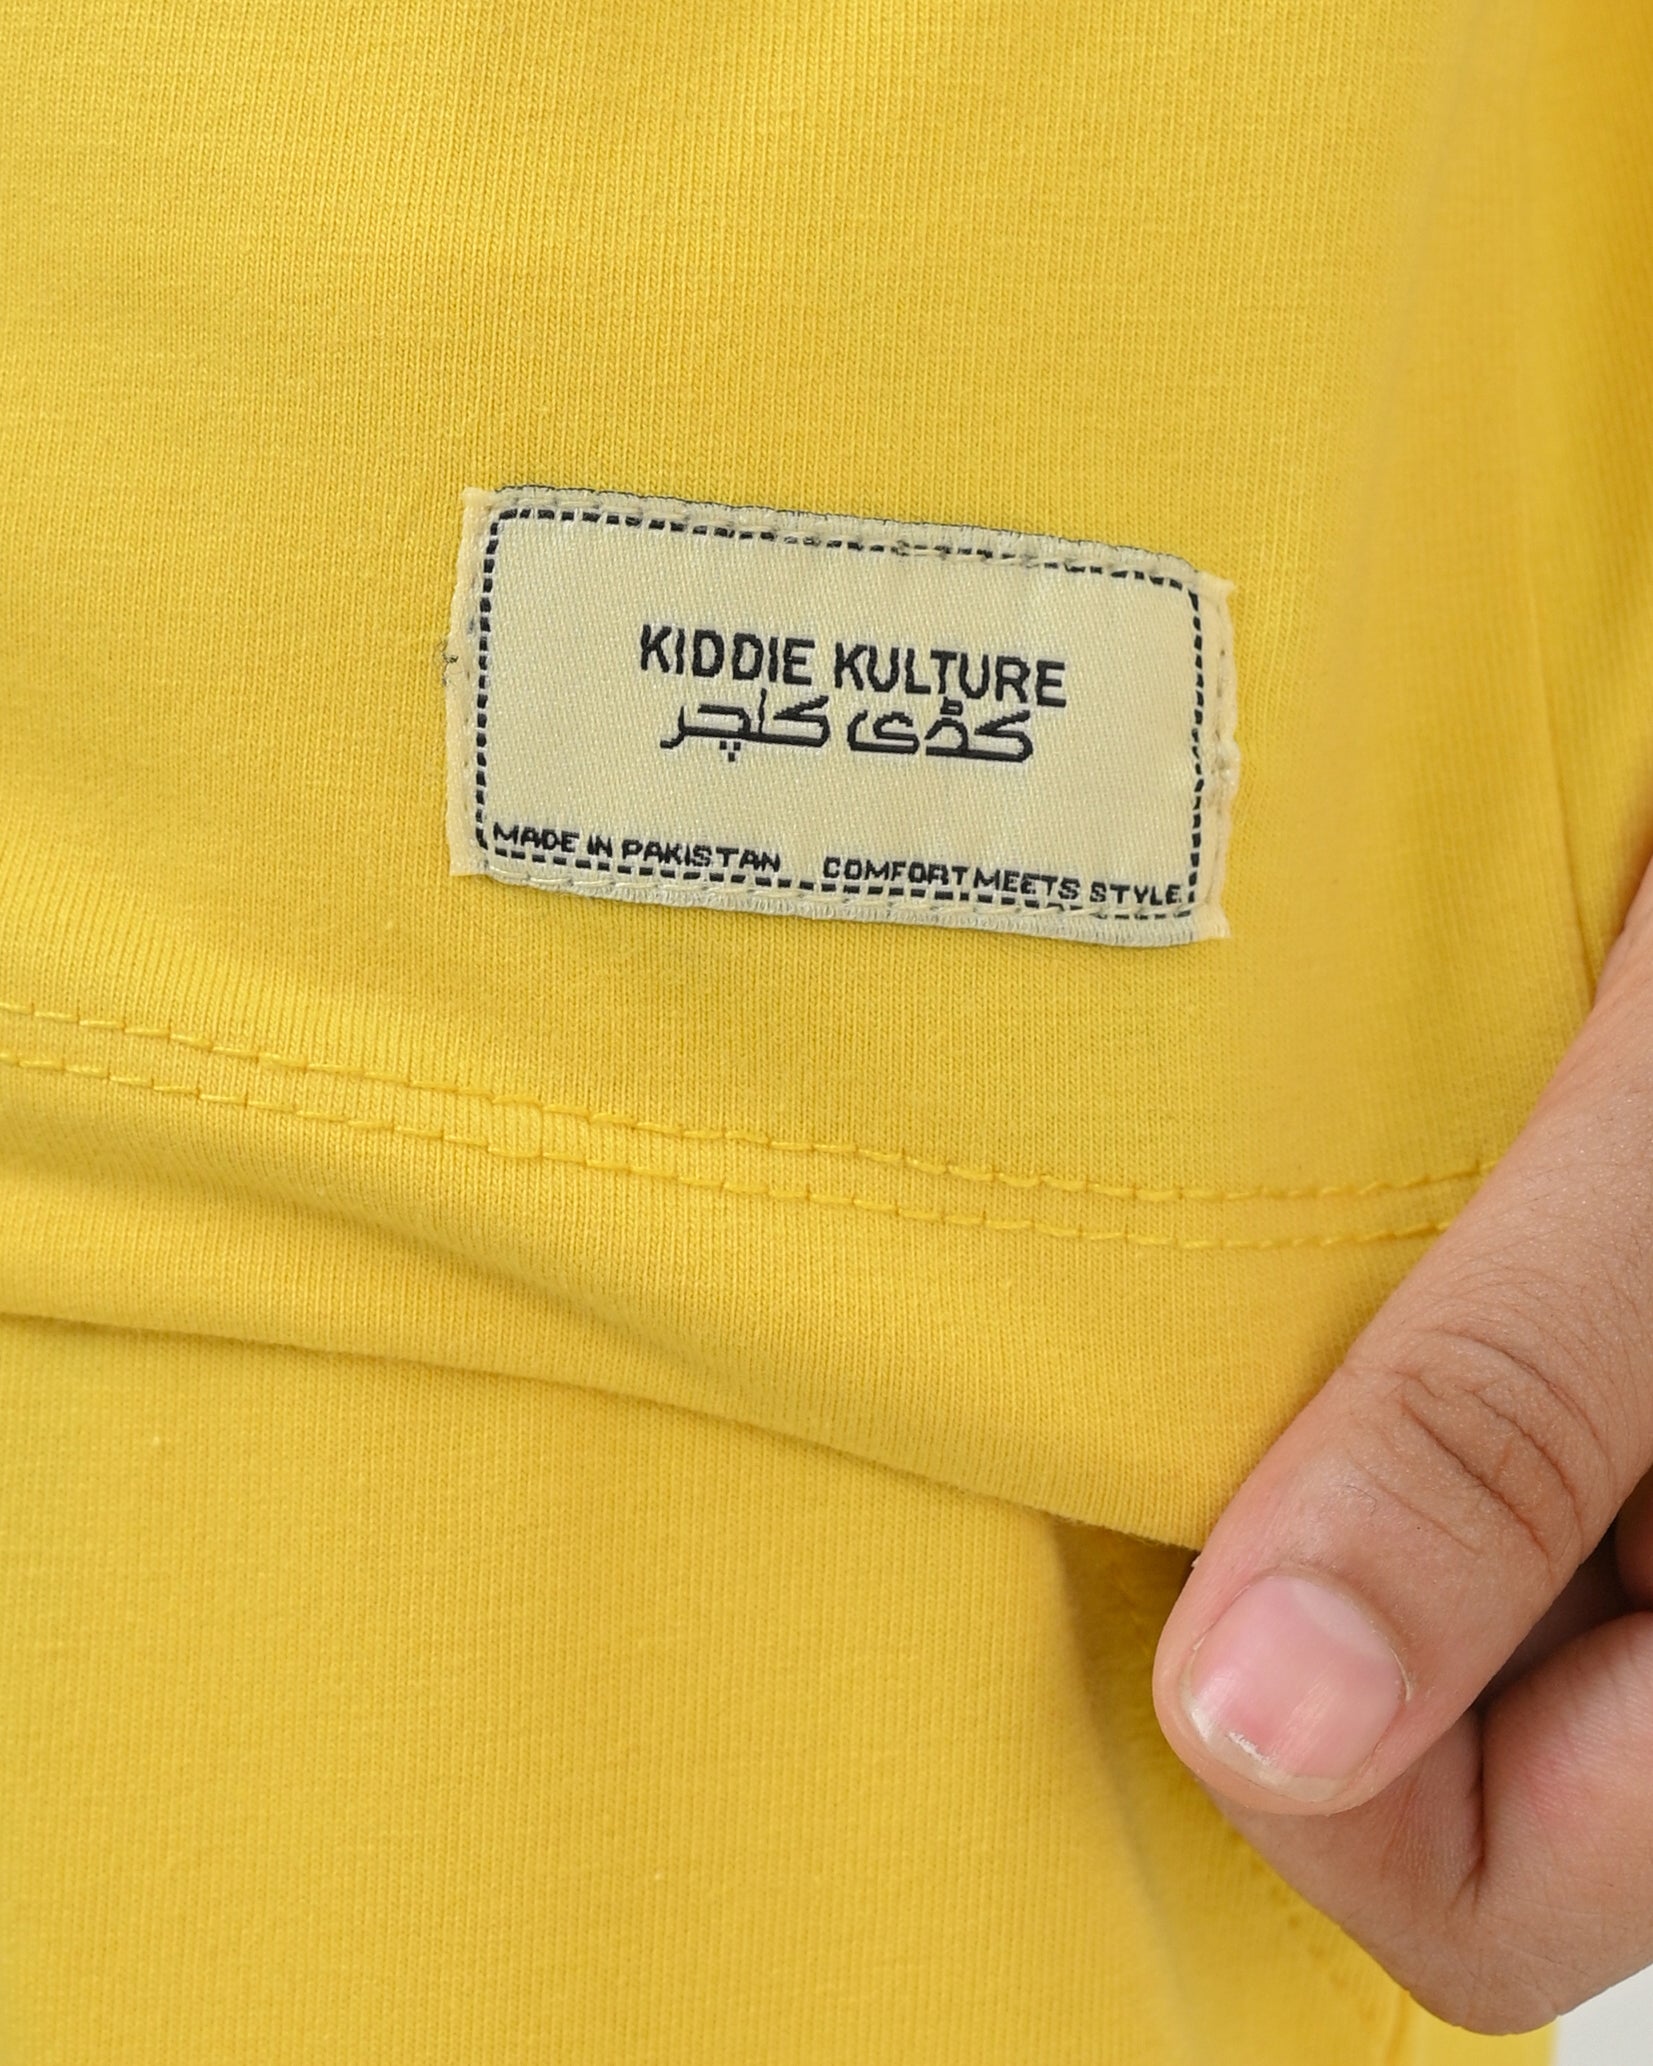 KIDDIE KULTURE
کڈی کلچر
MADE IN PAKISTAN COMFORT MEETS STYLE